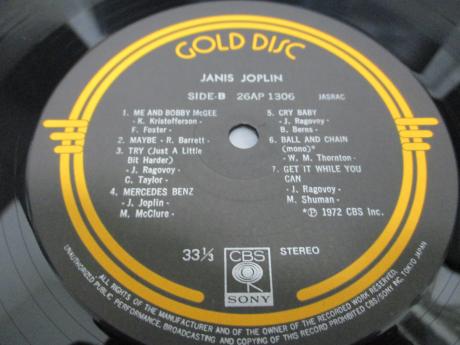 GOLD DISC
JANIS JOPLIN
SIDE-B 26AP 1306 JASRAC
1. ME AND BOBBY McGEE
- K. Kristofferson -
F. Foster -
2. MAYBE - R. Barrett -
3. TRY (Just A Little
Bit Harder)
- J. Ragovoy -
C. Taylor -
4. MERCEDES BENZ
- J. Joplin -
M. McClure -
5. CRY BABY
- J. Ragovoy -
B. Berns -
6. BALL AND CHAIN
(mono)*
- W. M. Thornton -
7. GET IT WHILE YOU
CAN
- J. Ragovoy -
M. Shuman -
*Ⓟ 1972 CBS Inc.
33⅓ CBS STEREO
SONY
ALL RIGHTS OF THE MANUFACTURER AND OF THE OWNER OF THE RECORDED WORK RESERVED.
UNAUTHORIZED PUBLIC PERFORMANCE, BROADCASTING AND COPYING OF THIS RECORD PROHIBITED CBS/SONY INC. TOKYO JAPAN